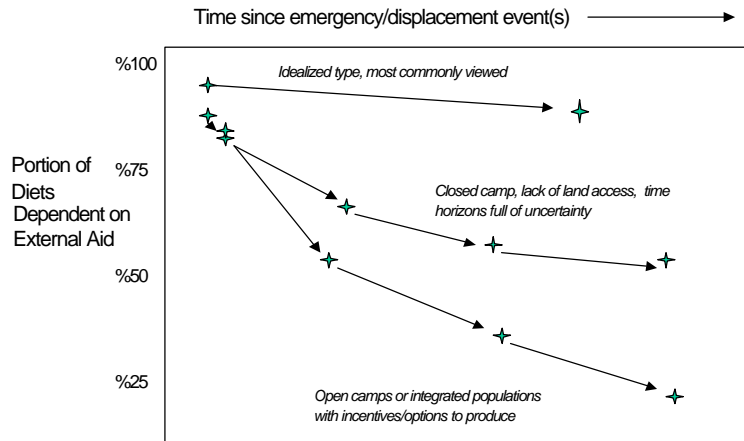 Time since emergency/displacement event(s)
%100
Idealized type, most commonly viewed
Portion of
Diets
Dependent on
External Aid
%75
Closed camp, lack of land access, time
horizons full of uncertainty
%50
%25
Open camps or integrated populations
with incentives/options to produce